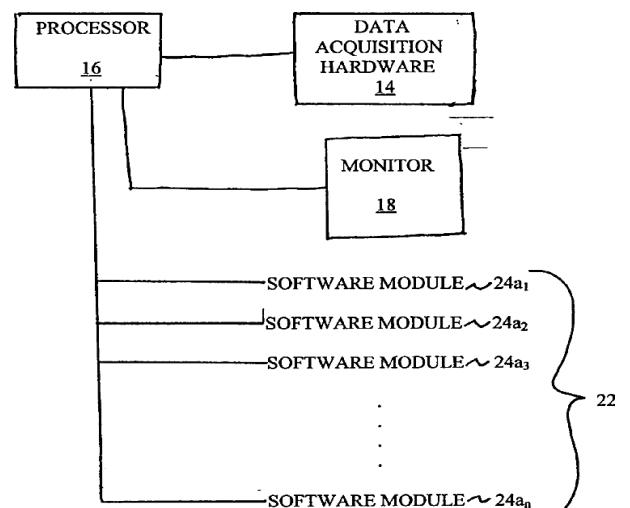 PROCESSOR
16
DATA
ACQUISITION
HARDWARE
14
MONITOR
18
SOFTWARE MODULE 24a₁
SOFTWARE MODULE 24a₂
SOFTWARE MODULE 24a₃
22
SOFTWARE MODULE 24aₙ